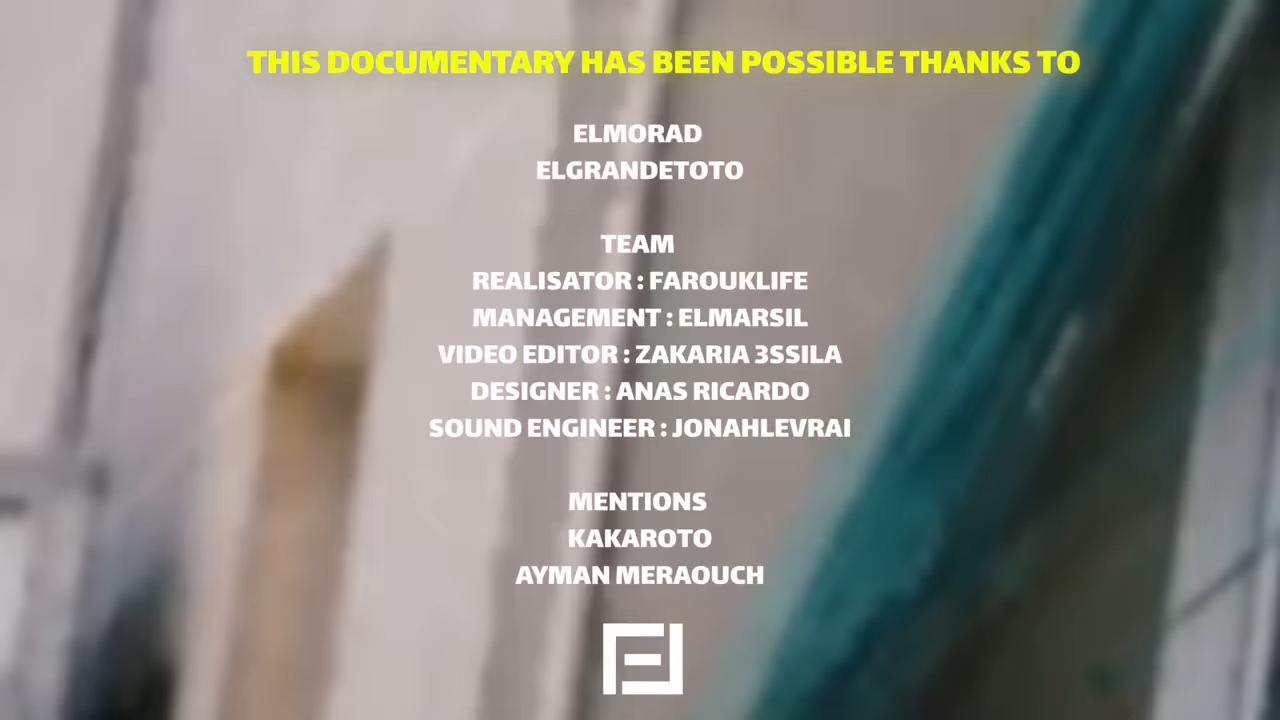 THIS DOCUMENTARY HAS BEEN POSSIBLE THANKS TO
ELMORAD
ELGRANDETOTO
TEAM
REALISATOR : FAROUKLIFE
MANAGEMENT : ELMARSIL
VIDEO EDITOR : ZAKARIA 3SSILA
DESIGNER : ANAS RICARDO
SOUND ENGINEER : JONAHLEVRAI
MENTIONS
KAKAROTO
AYMAN MERAOUCH